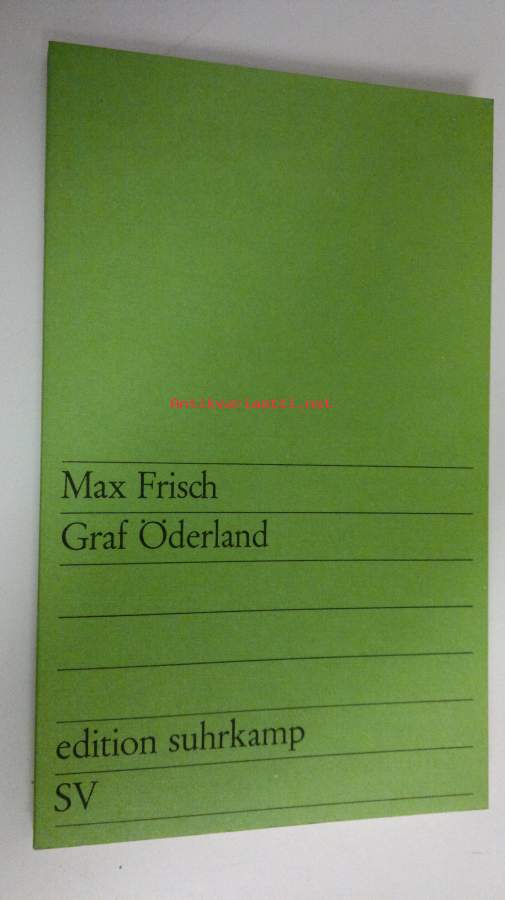 Antikvariaatti.net
Max Frisch
Graf Öderland
edition suhrkamp
SV